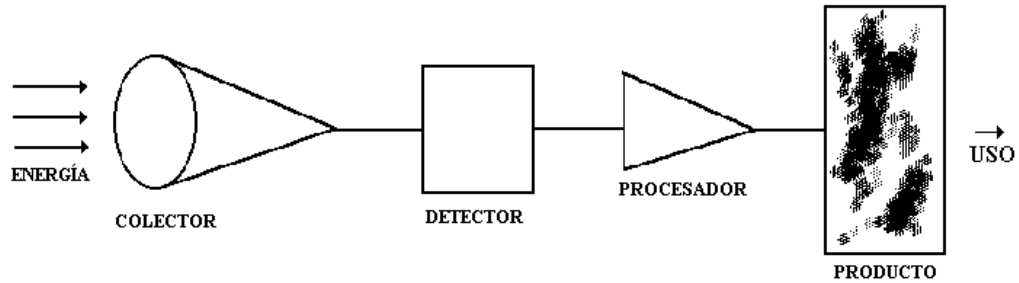 ENERGÍA
COLECTOR
DETECTOR
PROCESADOR
PRODUCTO
USO